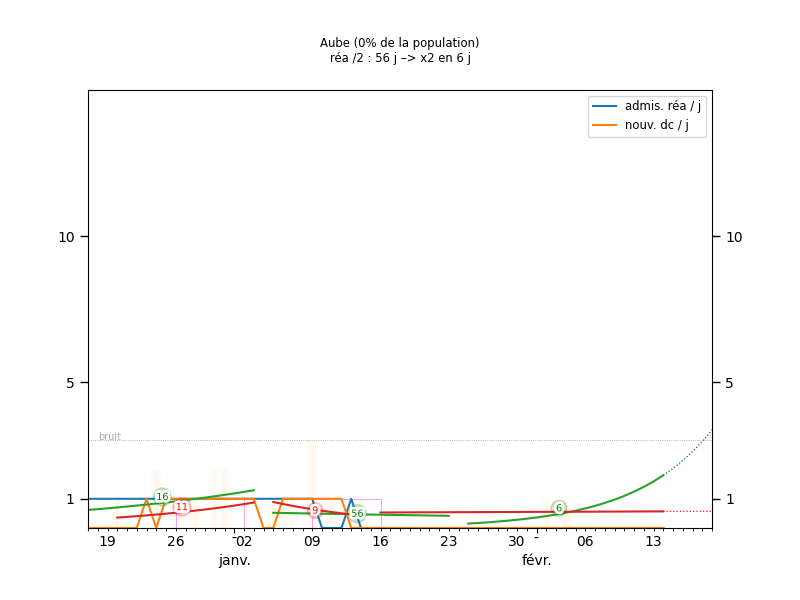 Aube (0% de la population)
réa /2 : 56 j –> x2 en 6 j
admis. réa / j
nouv. dc / j
10
10
5
5
bruit
1
1
16
11
9
56
6
19
26
02
09
16
23
30
06
13
janv.
févr.